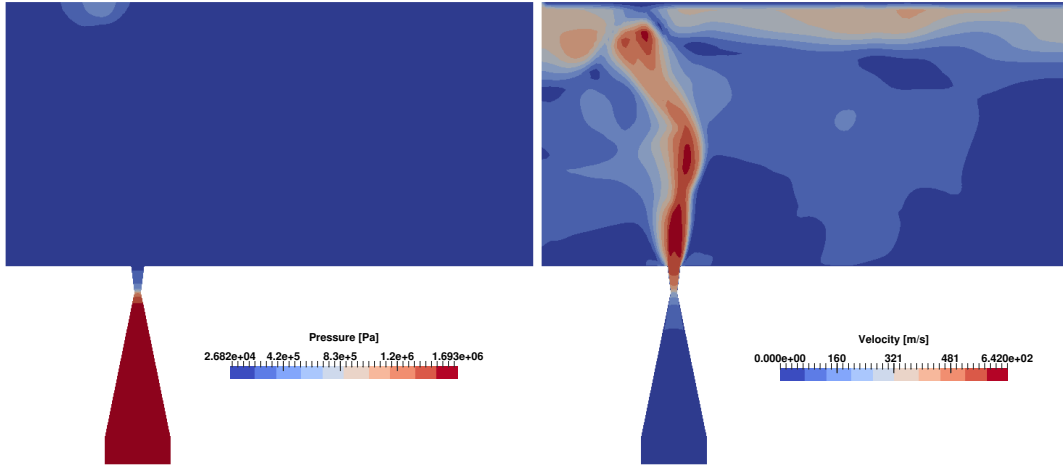 Pressure [Pa]
2.682e+04 4.2e+5 8.3e+5 1.2e+6 1.693e+06
Velocity [m/s]
0.000e+00 160 321 481 6.420e+02